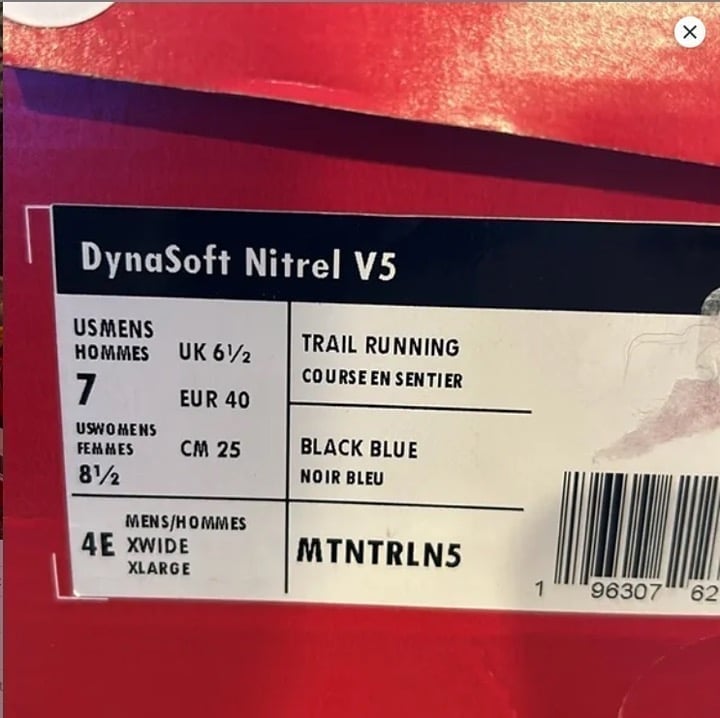 DynaSoft Nitrel V5
USMENS
HOMMES
7
UK 6½
EUR 40
CM 25
USWOMENS
FEMMES
8½
TRAIL RUNNING
COURSE EN SENTIER
BLACK BLUE
NOIR BLEU
4E
MENS/HOMMES
XWIDE
XLARGE
MTNTRLN5
1 96307 62